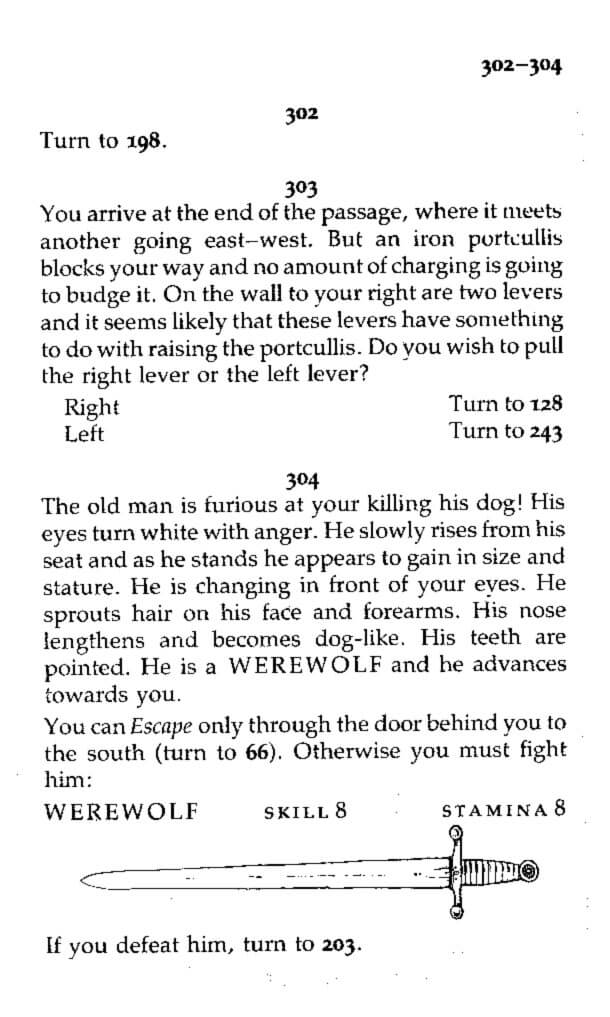 302–304
302
Turn to 198.
303
You arrive at the end of the passage, where it meets
another going east–west. But an iron portcullis
blocks your way and no amount of charging is going
to budge it. On the wall to your right are two levers
and it seems likely that these levers have something
to do with raising the portcullis. Do you wish to pull
the right lever or the left lever?
Right Turn to 128
Left Turn to 243
304
The old man is furious at your killing his dog! His
eyes turn white with anger. He slowly rises from his
seat and as he stands he appears to gain in size and
stature. He is changing in front of your eyes. He
sprouts hair on his face and forearms. His nose
lengthens and becomes dog-like. His teeth are
pointed. He is a WEREWOLF and he advances
towards you.
You can Escape only through the door behind you to
the south (turn to 66). Otherwise you must fight
him:
WEREWOLF SKILL 8 STAMINA 8
If you defeat him, turn to 203.